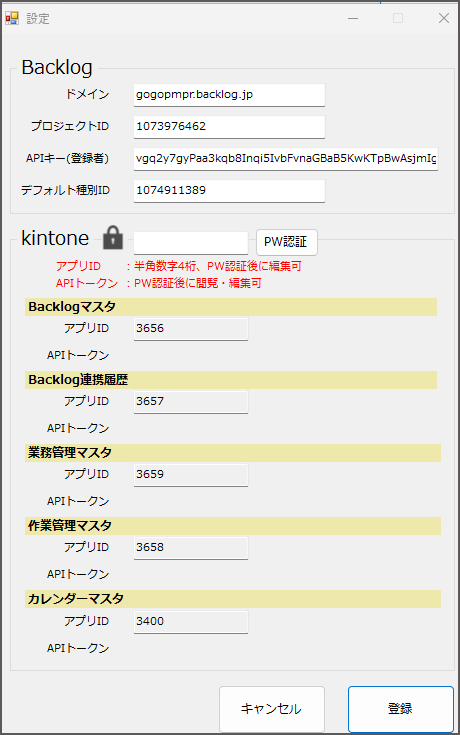 設定
Backlog
ドメイン gogopmpr.backlog.jp
プロジェクトID 1073976462
APIキー(登録者) vgq2y7gyPaa3kqb8Inqi5IvbFvnaGBaB5KwKTpBwAsjmIg
デフォルト種別ID 1074911389
kintone PW認証
アプリID : 半角数字4桁、PW認証後に編集可
APIトークン : PW認証後に閲覧・編集可
Backlogマスタ
アプリID 3656
APIトークン
Backlog連携履歴
アプリID 3657
APIトークン
業務管理マスタ
アプリID 3659
APIトークン
作業管理マスタ
アプリID 3658
APIトークン
カレンダーマスタ
アプリID 3400
APIトークン
キャンセル 登録